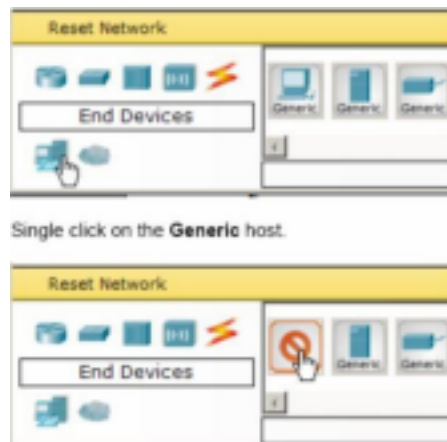 Reset Network
End Devices
Generic Generic Generic
Single click on the Generic host.
Reset Network
End Devices
Generic Generic